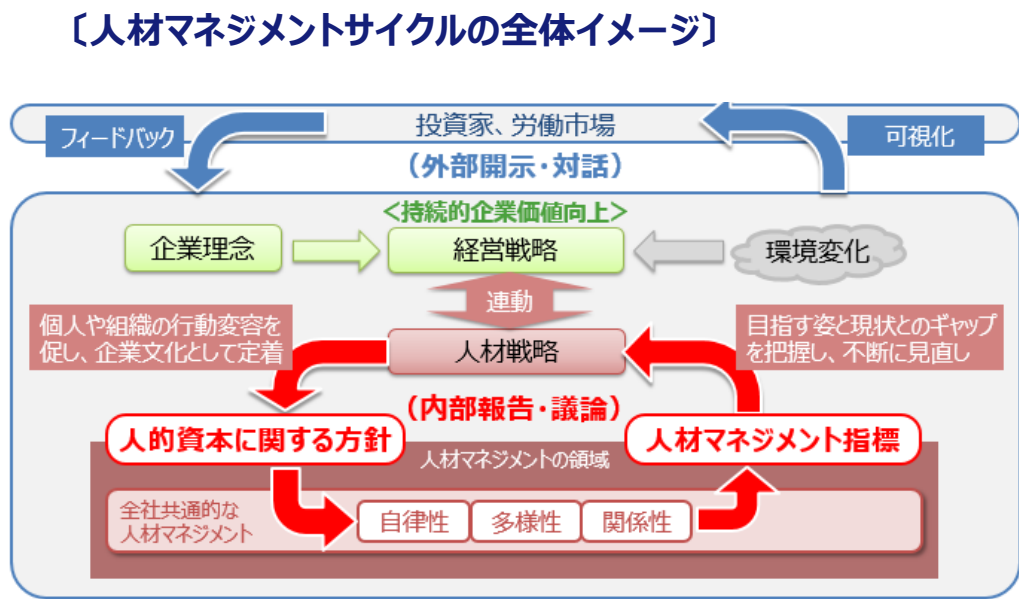 〔人材マネジメントサイクルの全体イメージ〕
フィードバック
投資家、労働市場
可視化
（外部開示・対話）
<持続的企業価値向上>
企業理念
経営戦略
環境変化
連動
個人や組織の行動変容を
促し、企業文化として定着
目指す姿と現状とのギャップ
を把握し、不断に見直し
人材戦略
（内部報告・議論）
人的資本に関する方針
人材マネジメント指標
人材マネジメントの領域
全社共通的な
人材マネジメント
自律性
多様性
関係性